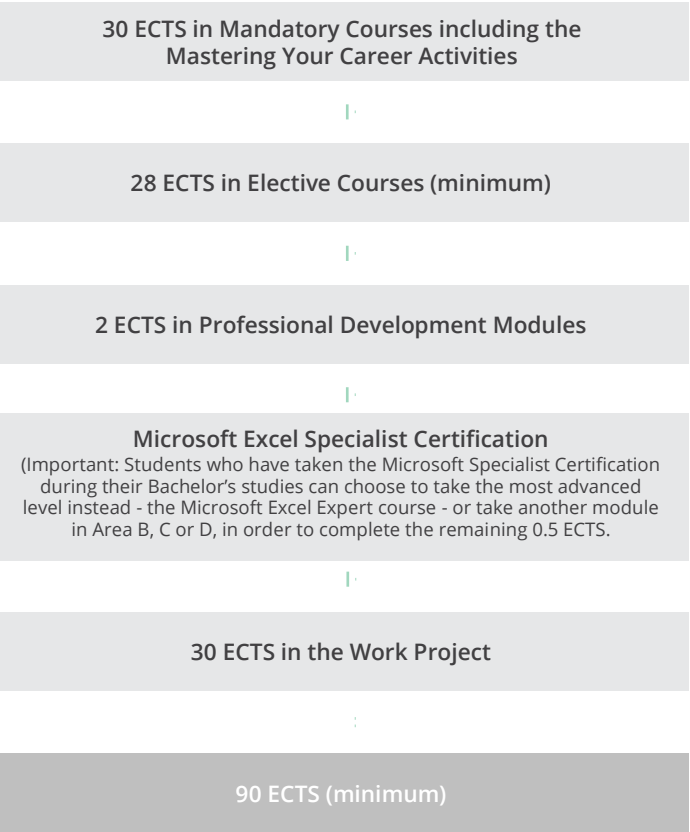 30 ECTS in Mandatory Courses including the
Mastering Your Career Activities
28 ECTS in Elective Courses (minimum)
2 ECTS in Professional Development Modules
Microsoft Excel Specialist Certification
(Important: Students who have taken the Microsoft Specialist Certification
during their Bachelor’s studies can choose to take the most advanced
level instead - the Microsoft Excel Expert course - or take another module
in Area B, C or D, in order to complete the remaining 0.5 ECTS.
30 ECTS in the Work Project
90 ECTS (minimum)